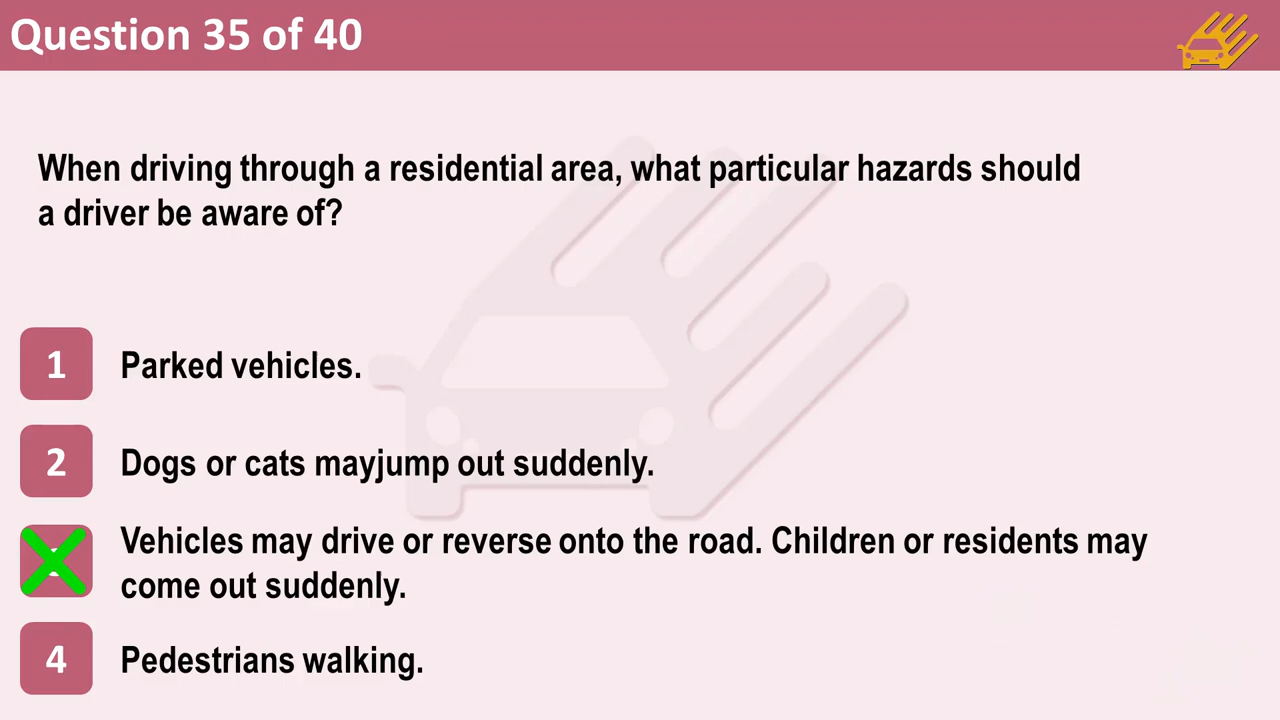 Question 35 of 40
When driving through a residential area, what particular hazards should
a driver be aware of?
1 Parked vehicles.
2 Dogs or cats mayjump out suddenly.
Vehicles may drive or reverse onto the road. Children or residents may
come out suddenly.
4 Pedestrians walking.